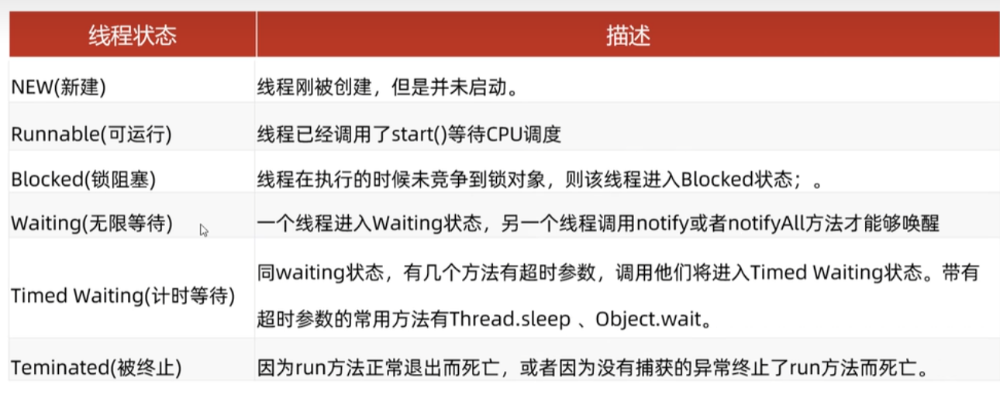 线程状态 描述
NEW(新建) 线程刚被创建，但是并未启动。
Runnable(可运行) 线程已经调用了start()等待CPU调度
Blocked(锁阻塞) 线程在执行的时候未竞争到锁对象，则该线程进入Blocked状态；。
Waiting(无限等待) 一个线程进入Waiting状态，另一个线程调用notify或者notifyAll方法才能够唤醒
Timed Waiting(计时等待) 同waiting状态，有几个方法有超时参数，调用他们将进入Timed Waiting状态。带有
超时参数的常用方法有Thread.sleep 、Object.wait。
Teminated(被终止) 因为run方法正常退出而死亡，或者因为没有捕获的异常终止了run方法而死亡。